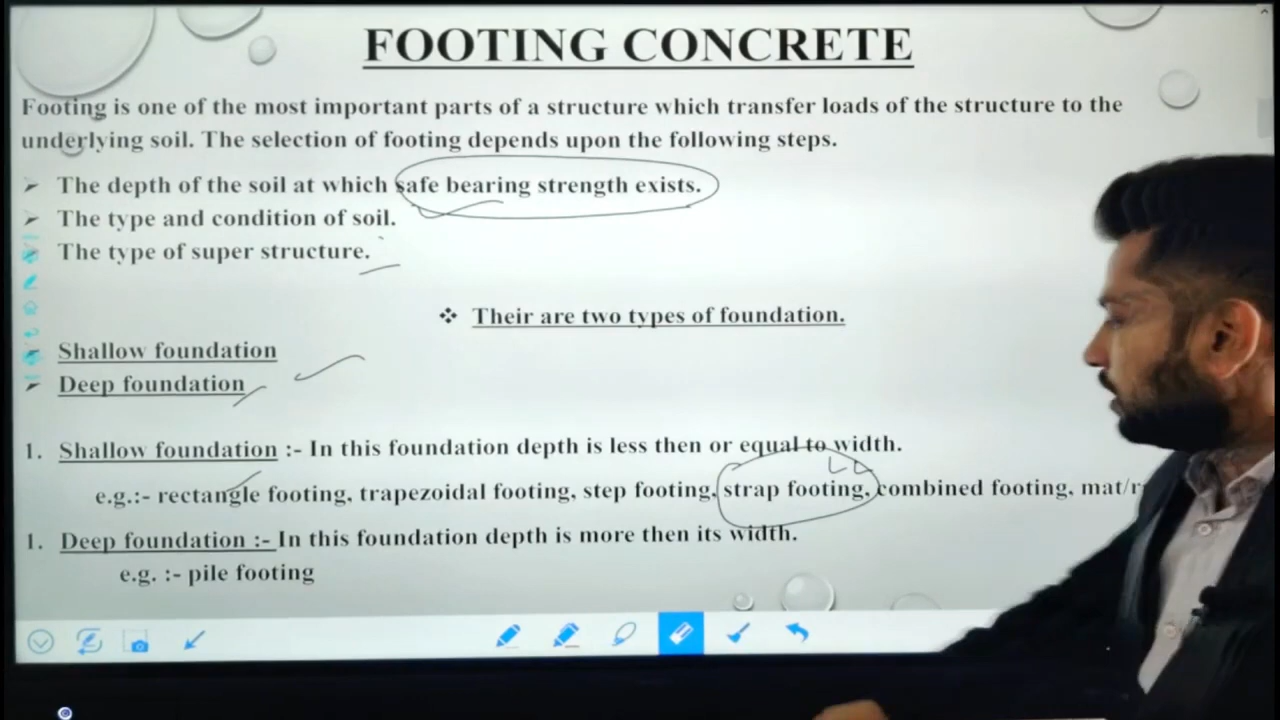 FOOTING CONCRETE
Footing is one of the most important parts of a structure which transfer loads of the structure to the
underlying soil. The selection of footing depends upon the following steps.
➢ The depth of the soil at which safe bearing strength exists.
➢ The type and condition of soil.
The type of super structure.
❖ Their are two types of foundation.
Shallow foundation
➢ Deep foundation
1. Shallow foundation :- In this foundation depth is less then or equal to width.
e.g.:- rectangle footing, trapezoidal footing, step footing, strap footing, combined footing, mat/r
1. Deep foundation :- In this foundation depth is more then its width.
e.g. :- pile footing